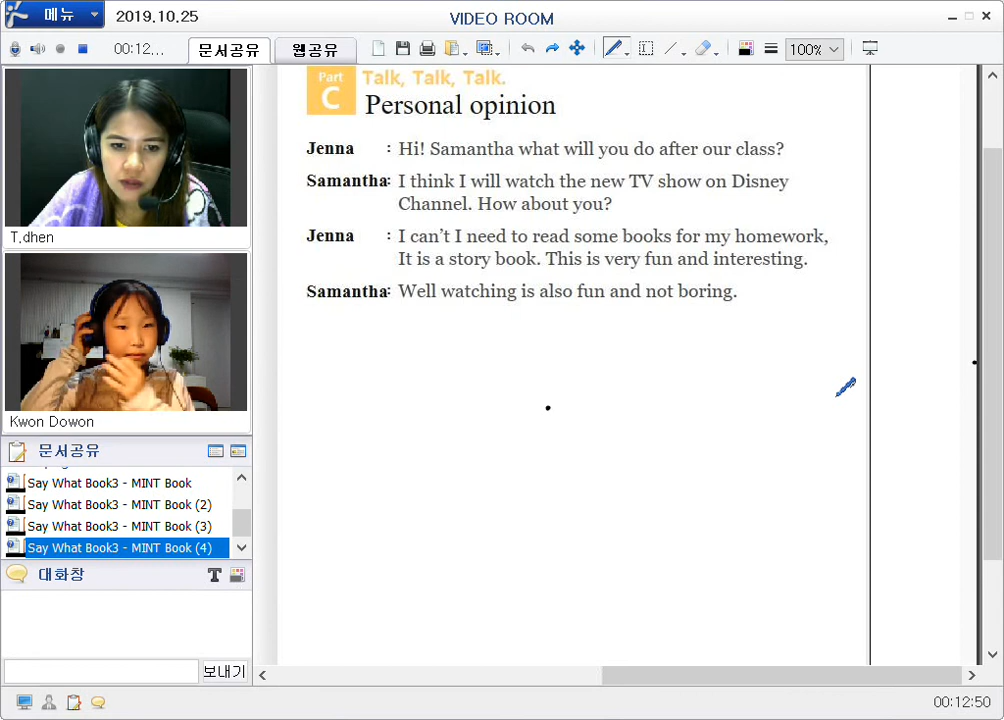 메뉴
2019.10.25
VIDEO ROOM
00:12...
문서공유
웹공유
100%
T.dhen
Kwon Dowon
문서공유
Say What Book3 - MINT Book
Say What Book3 - MINT Book (2)
Say What Book3 - MINT Book (3)
Say What Book3 - MINT Book (4)
대화창
보내기
Part C
Talk, Talk, Talk.
Personal opinion
Jenna : Hi! Samantha what will you do after our class?
Samantha: I think I will watch the new TV show on Disney
Channel. How about you?
Jenna : I can't I need to read some books for my homework,
It is a story book. This is very fun and interesting.
Samantha: Well watching is also fun and not boring.
00:12:50